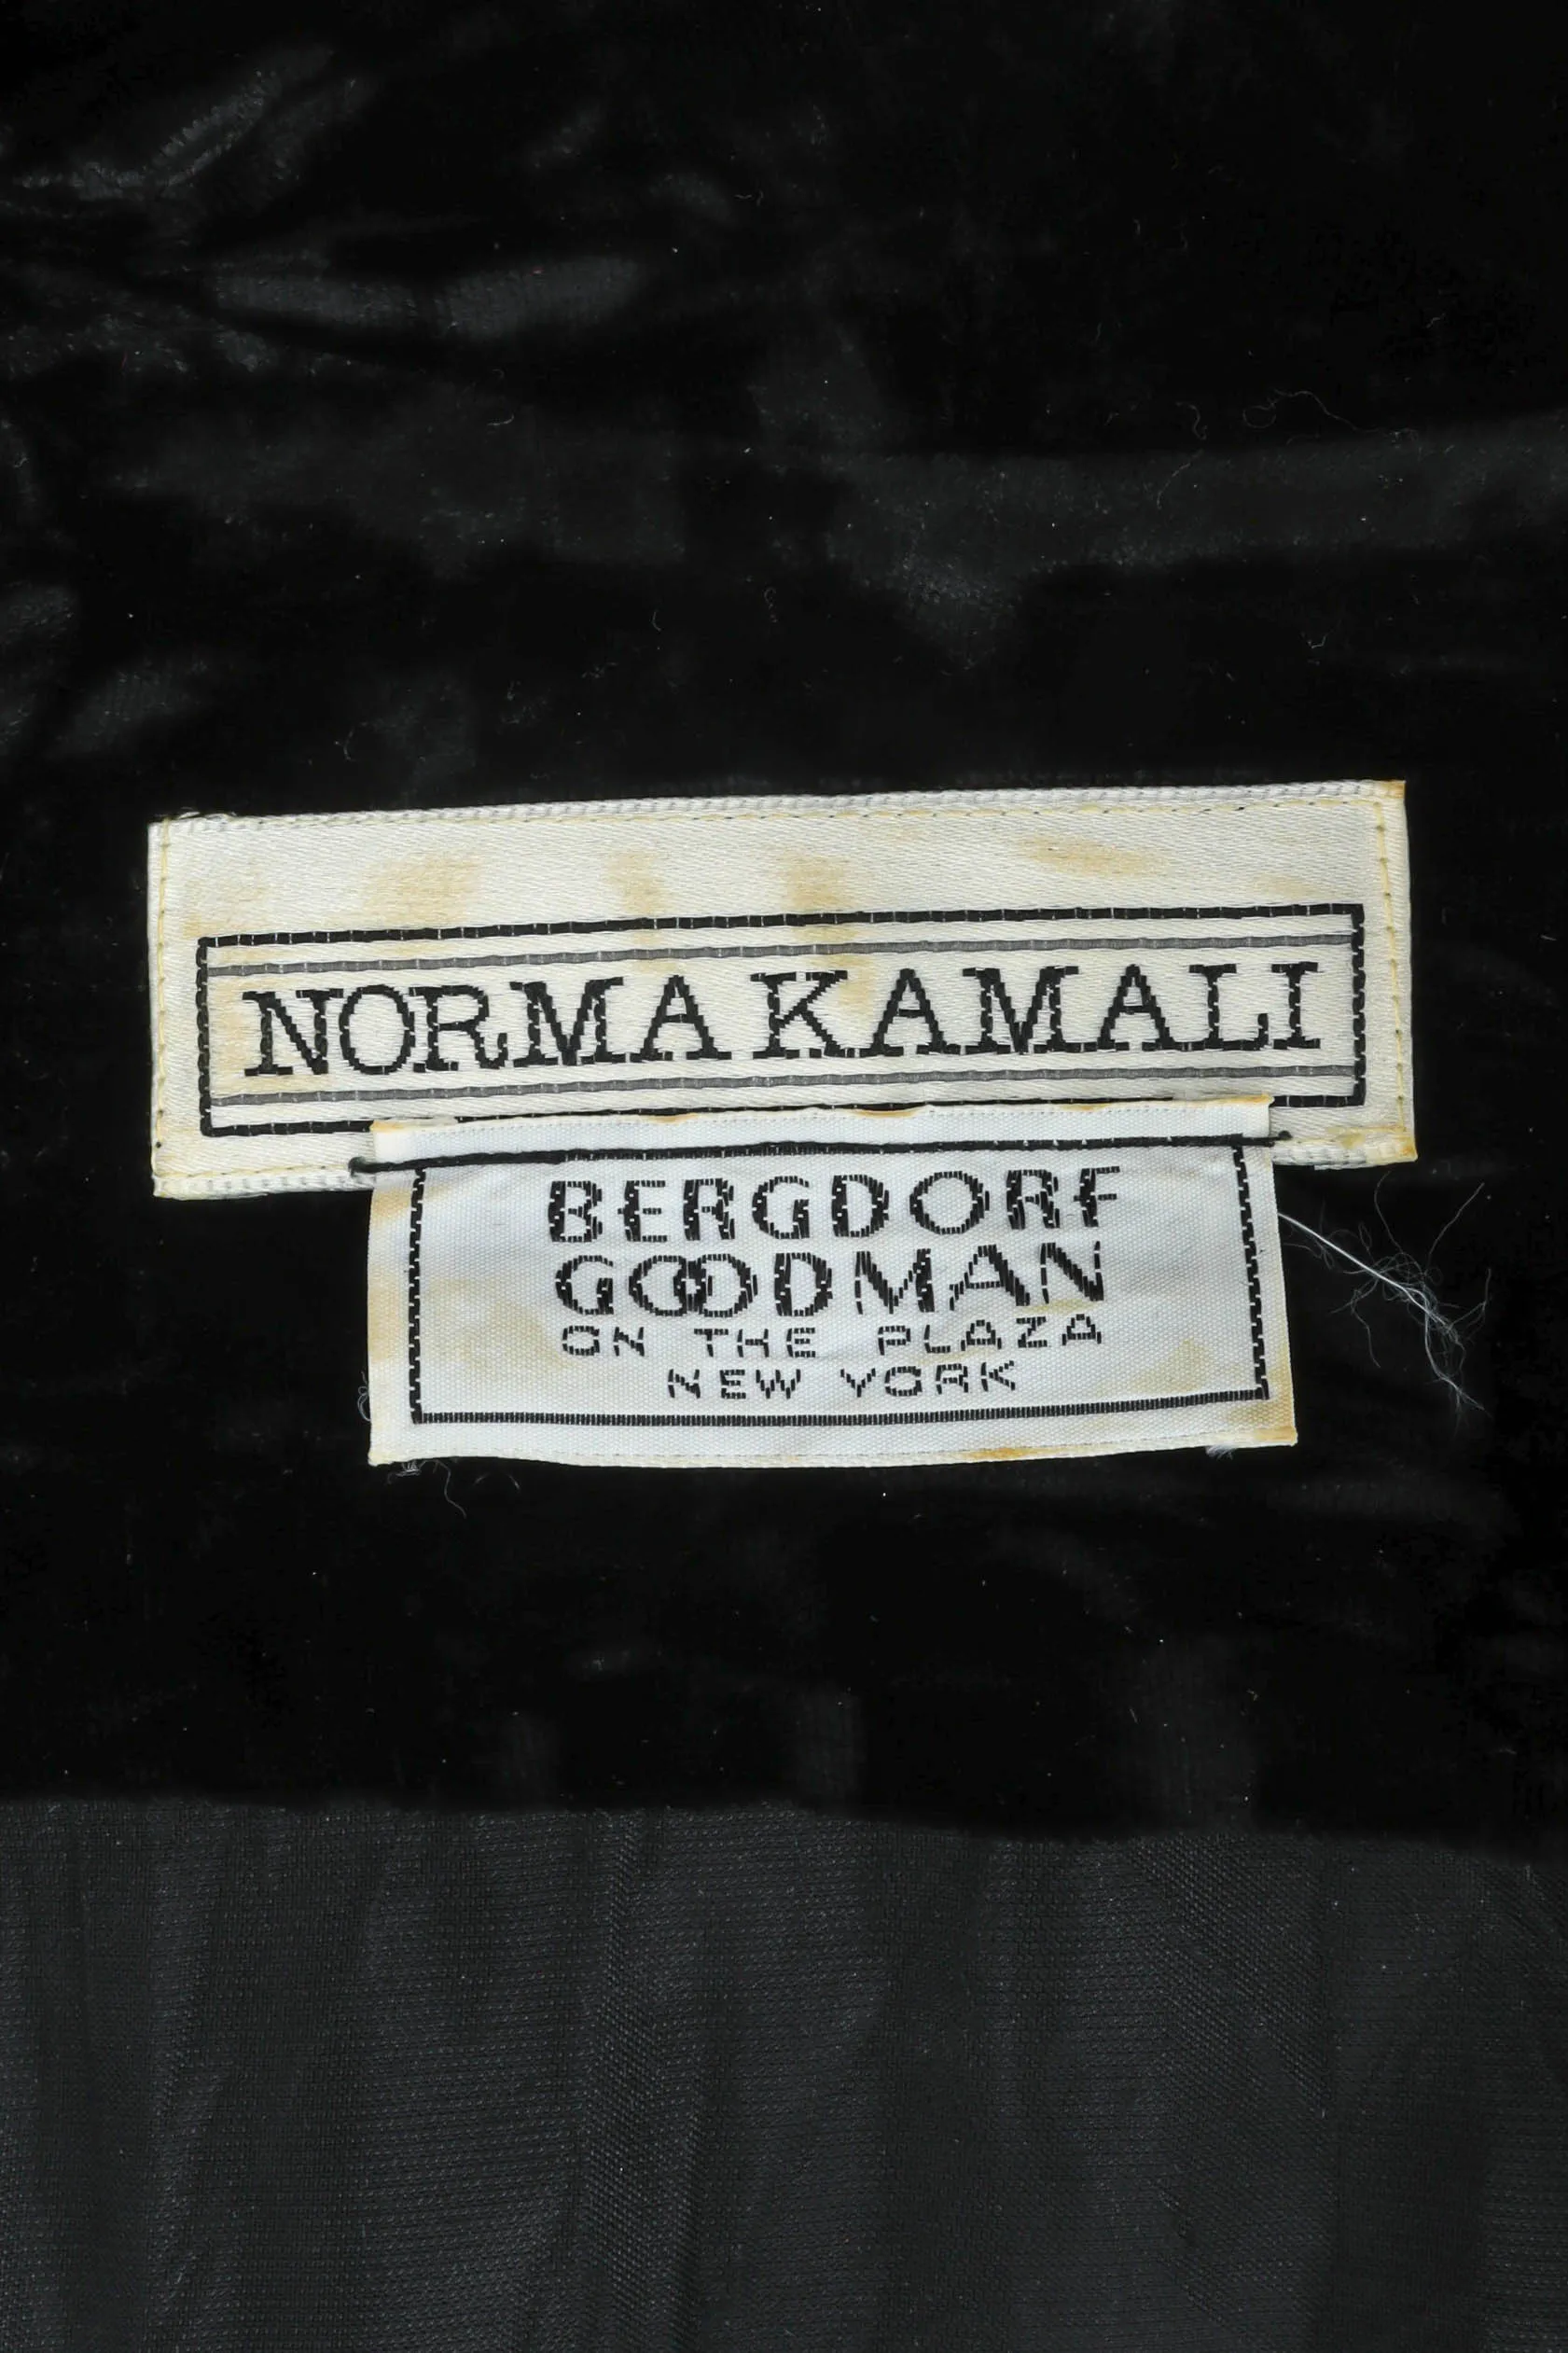 NORMA KAMALI
BERGDORF
GOODMAN
ON THE PLAZA
NEW YORK